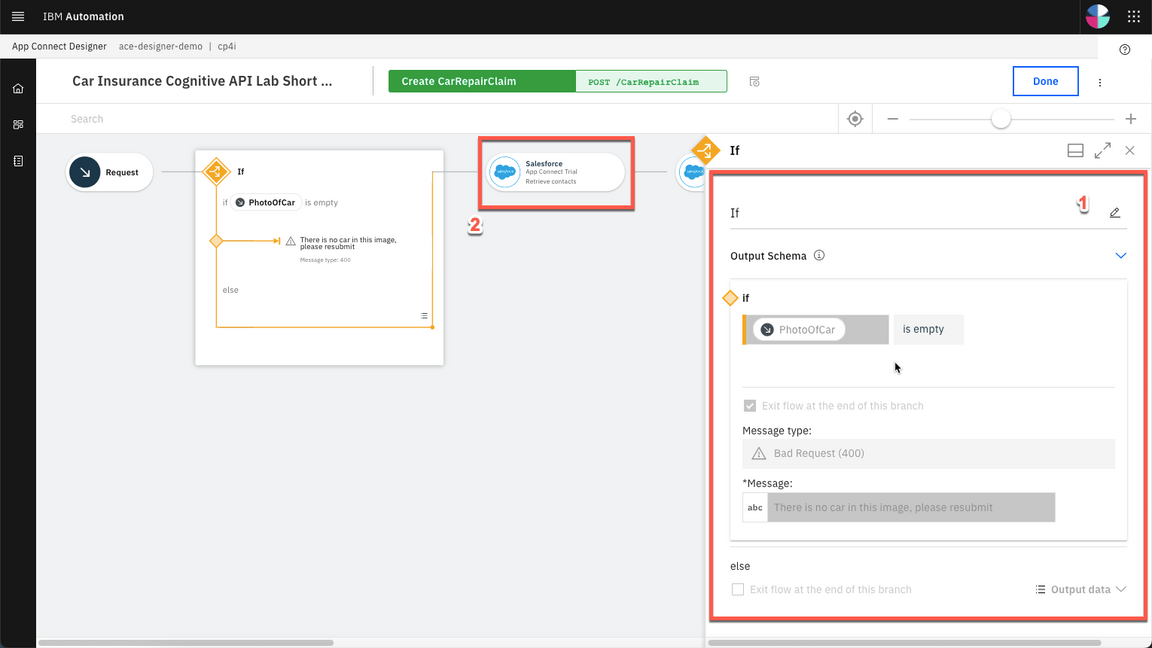 IBM Automation
App Connect Designer ace-designer-demo | cp4i
Car Insurance Cognitive API Lab Short ...
Create CarRepairClaim
POST /CarRepairClaim
Done
Search
Request
If
if PhotoOfCar is empty
There is no car in this image,
please resubmit
Message type: 400
else
Salesforce
App Connect Trial
Retrieve contacts
2
If
1
If
Output Schema
if
PhotoOfCar is empty
Exit flow at the end of this branch
Message type:
Bad Request (400)
*Message:
abc There is no car in this image, please resubmit
else
Exit flow at the end of this branch
Output data